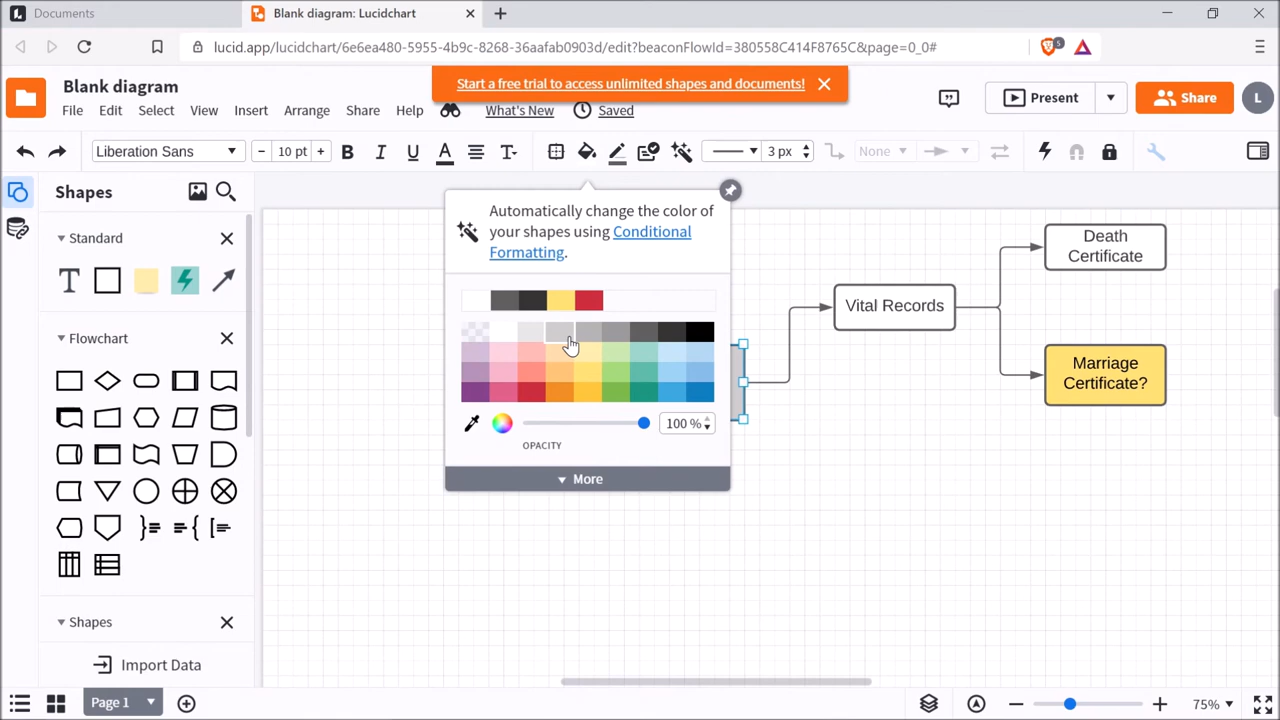 Documents
Blank diagram: Lucidchart
lucid.app/lucidchart/6e6ea480-5955-4b9c-8268-36aafab0903d/edit?beaconFlowId=380558C414F8765C&page=0_0#
5
Blank diagram
Start a free trial to access unlimited shapes and documents!
File Edit Select View Insert Arrange Share Help What's New Saved
Present
Share
L
Liberation Sans
10 pt
B I U A T
3 px
None
Shapes
Standard
T
Flowchart
Shapes
Import Data
Automatically change the color of
your shapes using Conditional
Formatting.
100 %
OPACITY
More
Vital Records
Death
Certificate
Marriage
Certificate?
Page 1
75%